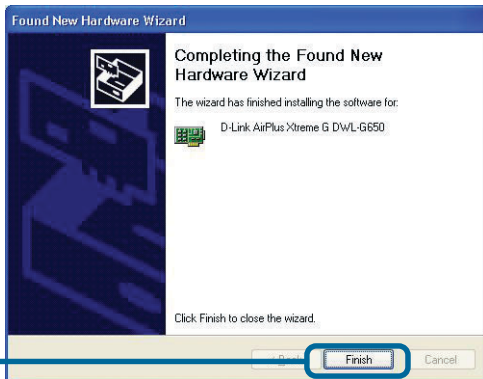 Found New Hardware Wizard
Completing the Found New
Hardware Wizard
The wizard has finished installing the software for:
D-Link AirPlus Xtreme G DWL-G650
Click Finish to close the wizard.
Finish
Cancel